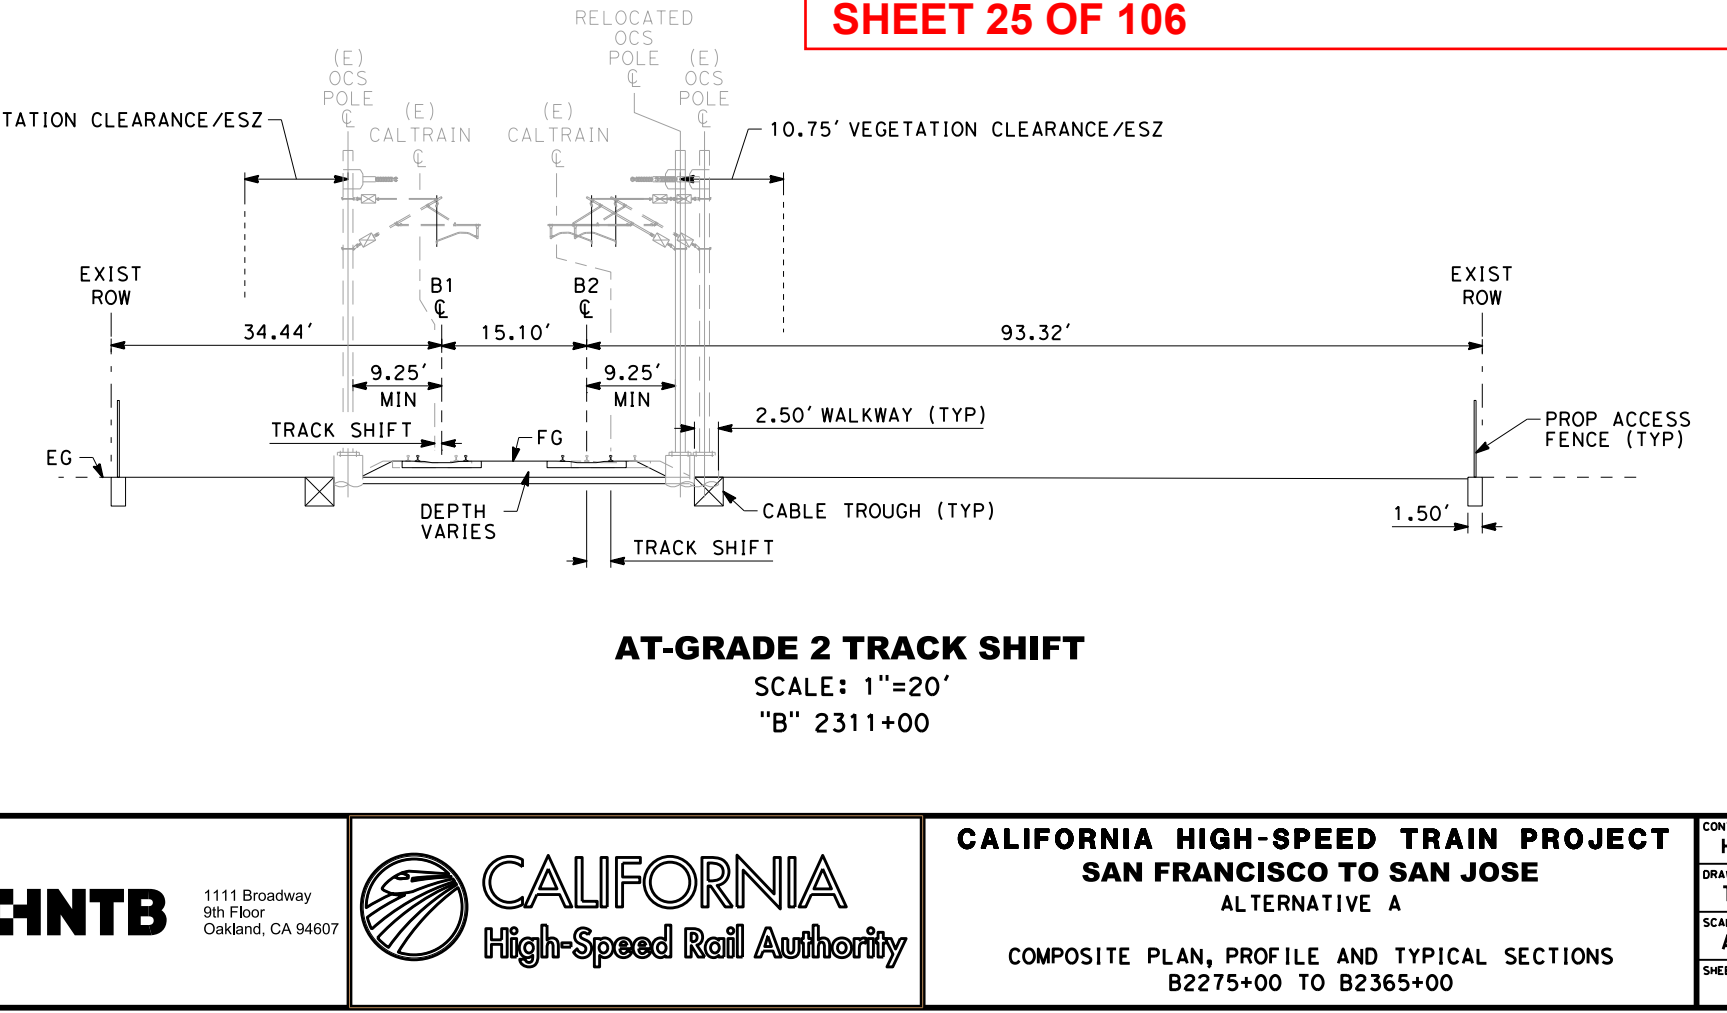 SHEET 25 OF 106
RELOCATED
OCS
POLE
℄
(E)
OCS
POLE
℄
(E)
OCS
POLE
℄
(E)
CALTRAIN
℄
(E)
CALTRAIN
℄
TATION CLEARANCE/ESZ
10.75' VEGETATION CLEARANCE/ESZ
EXIST
ROW
B1
℄
B2
℄
EXIST
ROW
34.44'
15.10'
93.32'
9.25'
MIN
9.25'
MIN
TRACK SHIFT
FG
2.50' WALKWAY (TYP)
PROP ACCESS
FENCE (TYP)
EG
DEPTH
VARIES
CABLE TROUGH (TYP)
1.50'
TRACK SHIFT
AT-GRADE 2 TRACK SHIFT
SCALE: 1"=20'
"B" 2311+00
HNTB
1111 Broadway
9th Floor
Oakland, CA 94607
CALIFORNIA
High-Speed Rail Authority
CALIFORNIA HIGH-SPEED TRAIN PROJECT
SAN FRANCISCO TO SAN JOSE
ALTERNATIVE A
COMPOSITE PLAN, PROFILE AND TYPICAL SECTIONS
B2275+00 TO B2365+00
CON
DRA
SCA
SHEE